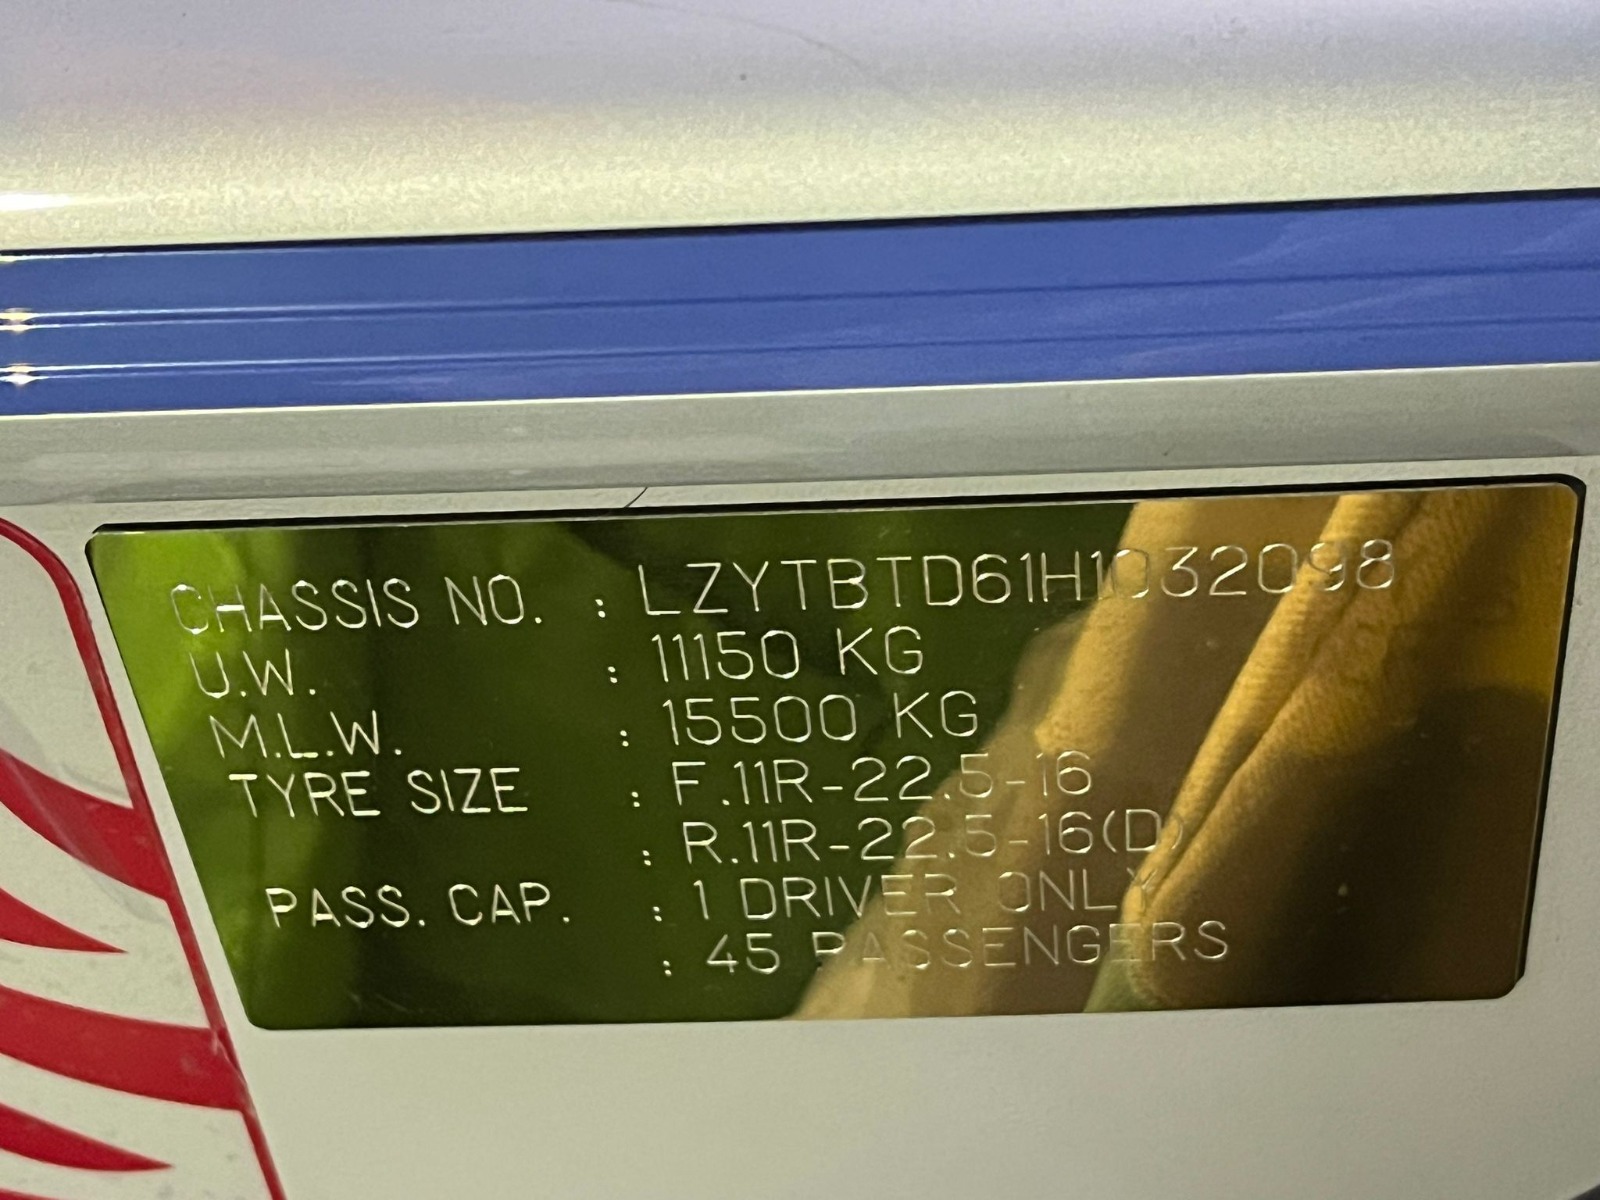 CHASSIS NO. : LZYTBTD61H1032098
U.W. : 11150 KG
M.L.W. : 15500 KG
TYRE SIZE : F.11R-22.5-16
: R.11R-22.5-16(D)
PASS. CAP. : 1 DRIVER ONLY
: 45 PASSENGERS